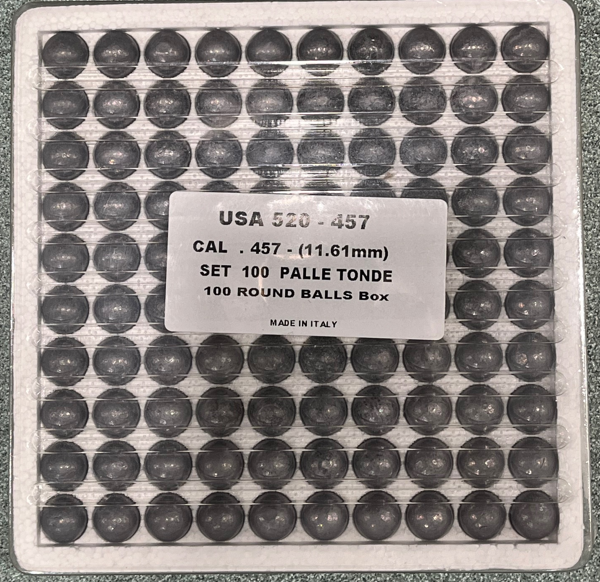 USA 520 - 457
CAL . 457 - (11.61mm)
SET 100 PALLE TONDE
100 ROUND BALLS Box
MADE IN ITALY